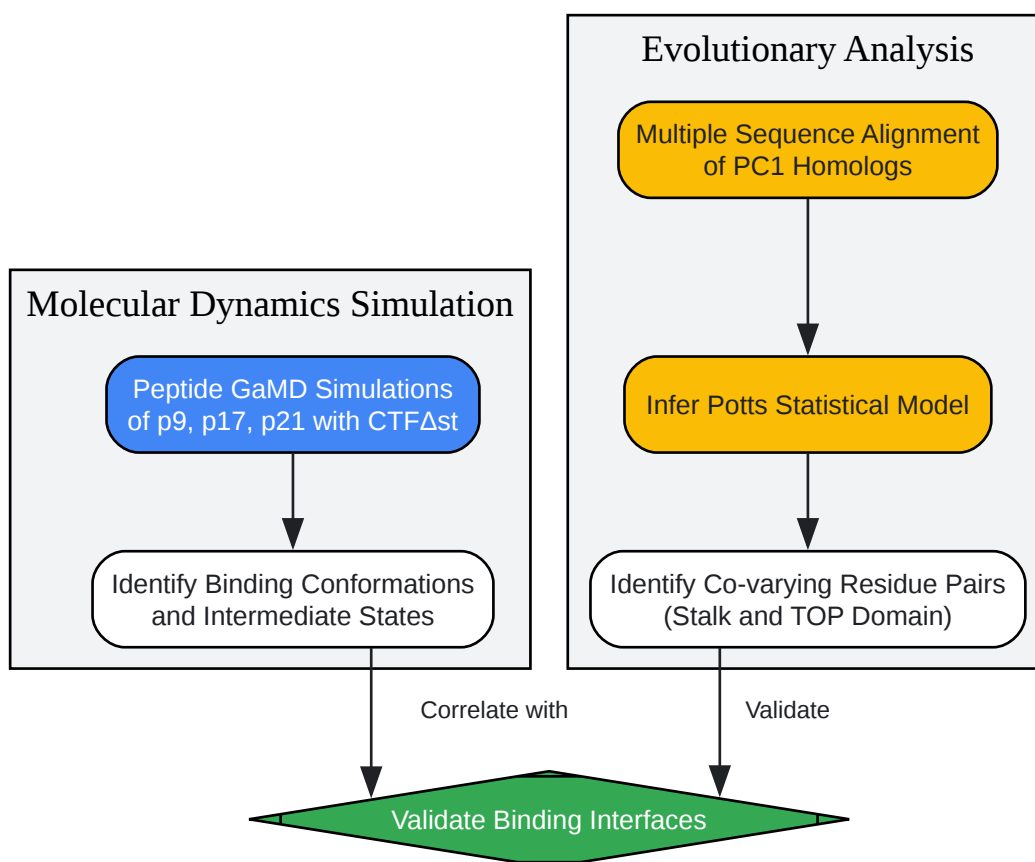 Evolutionary Analysis
Multiple Sequence Alignment
of PC1 Homologs
Infer Potts Statistical Model
Identify Co-varying Residue Pairs
(Stalk and TOP Domain)
Molecular Dynamics Simulation
Peptide GaMD Simulations
of p9, p17, p21 with CTFΔst
Identify Binding Conformations
and Intermediate States
Correlate with
Validate
Validate Binding Interfaces